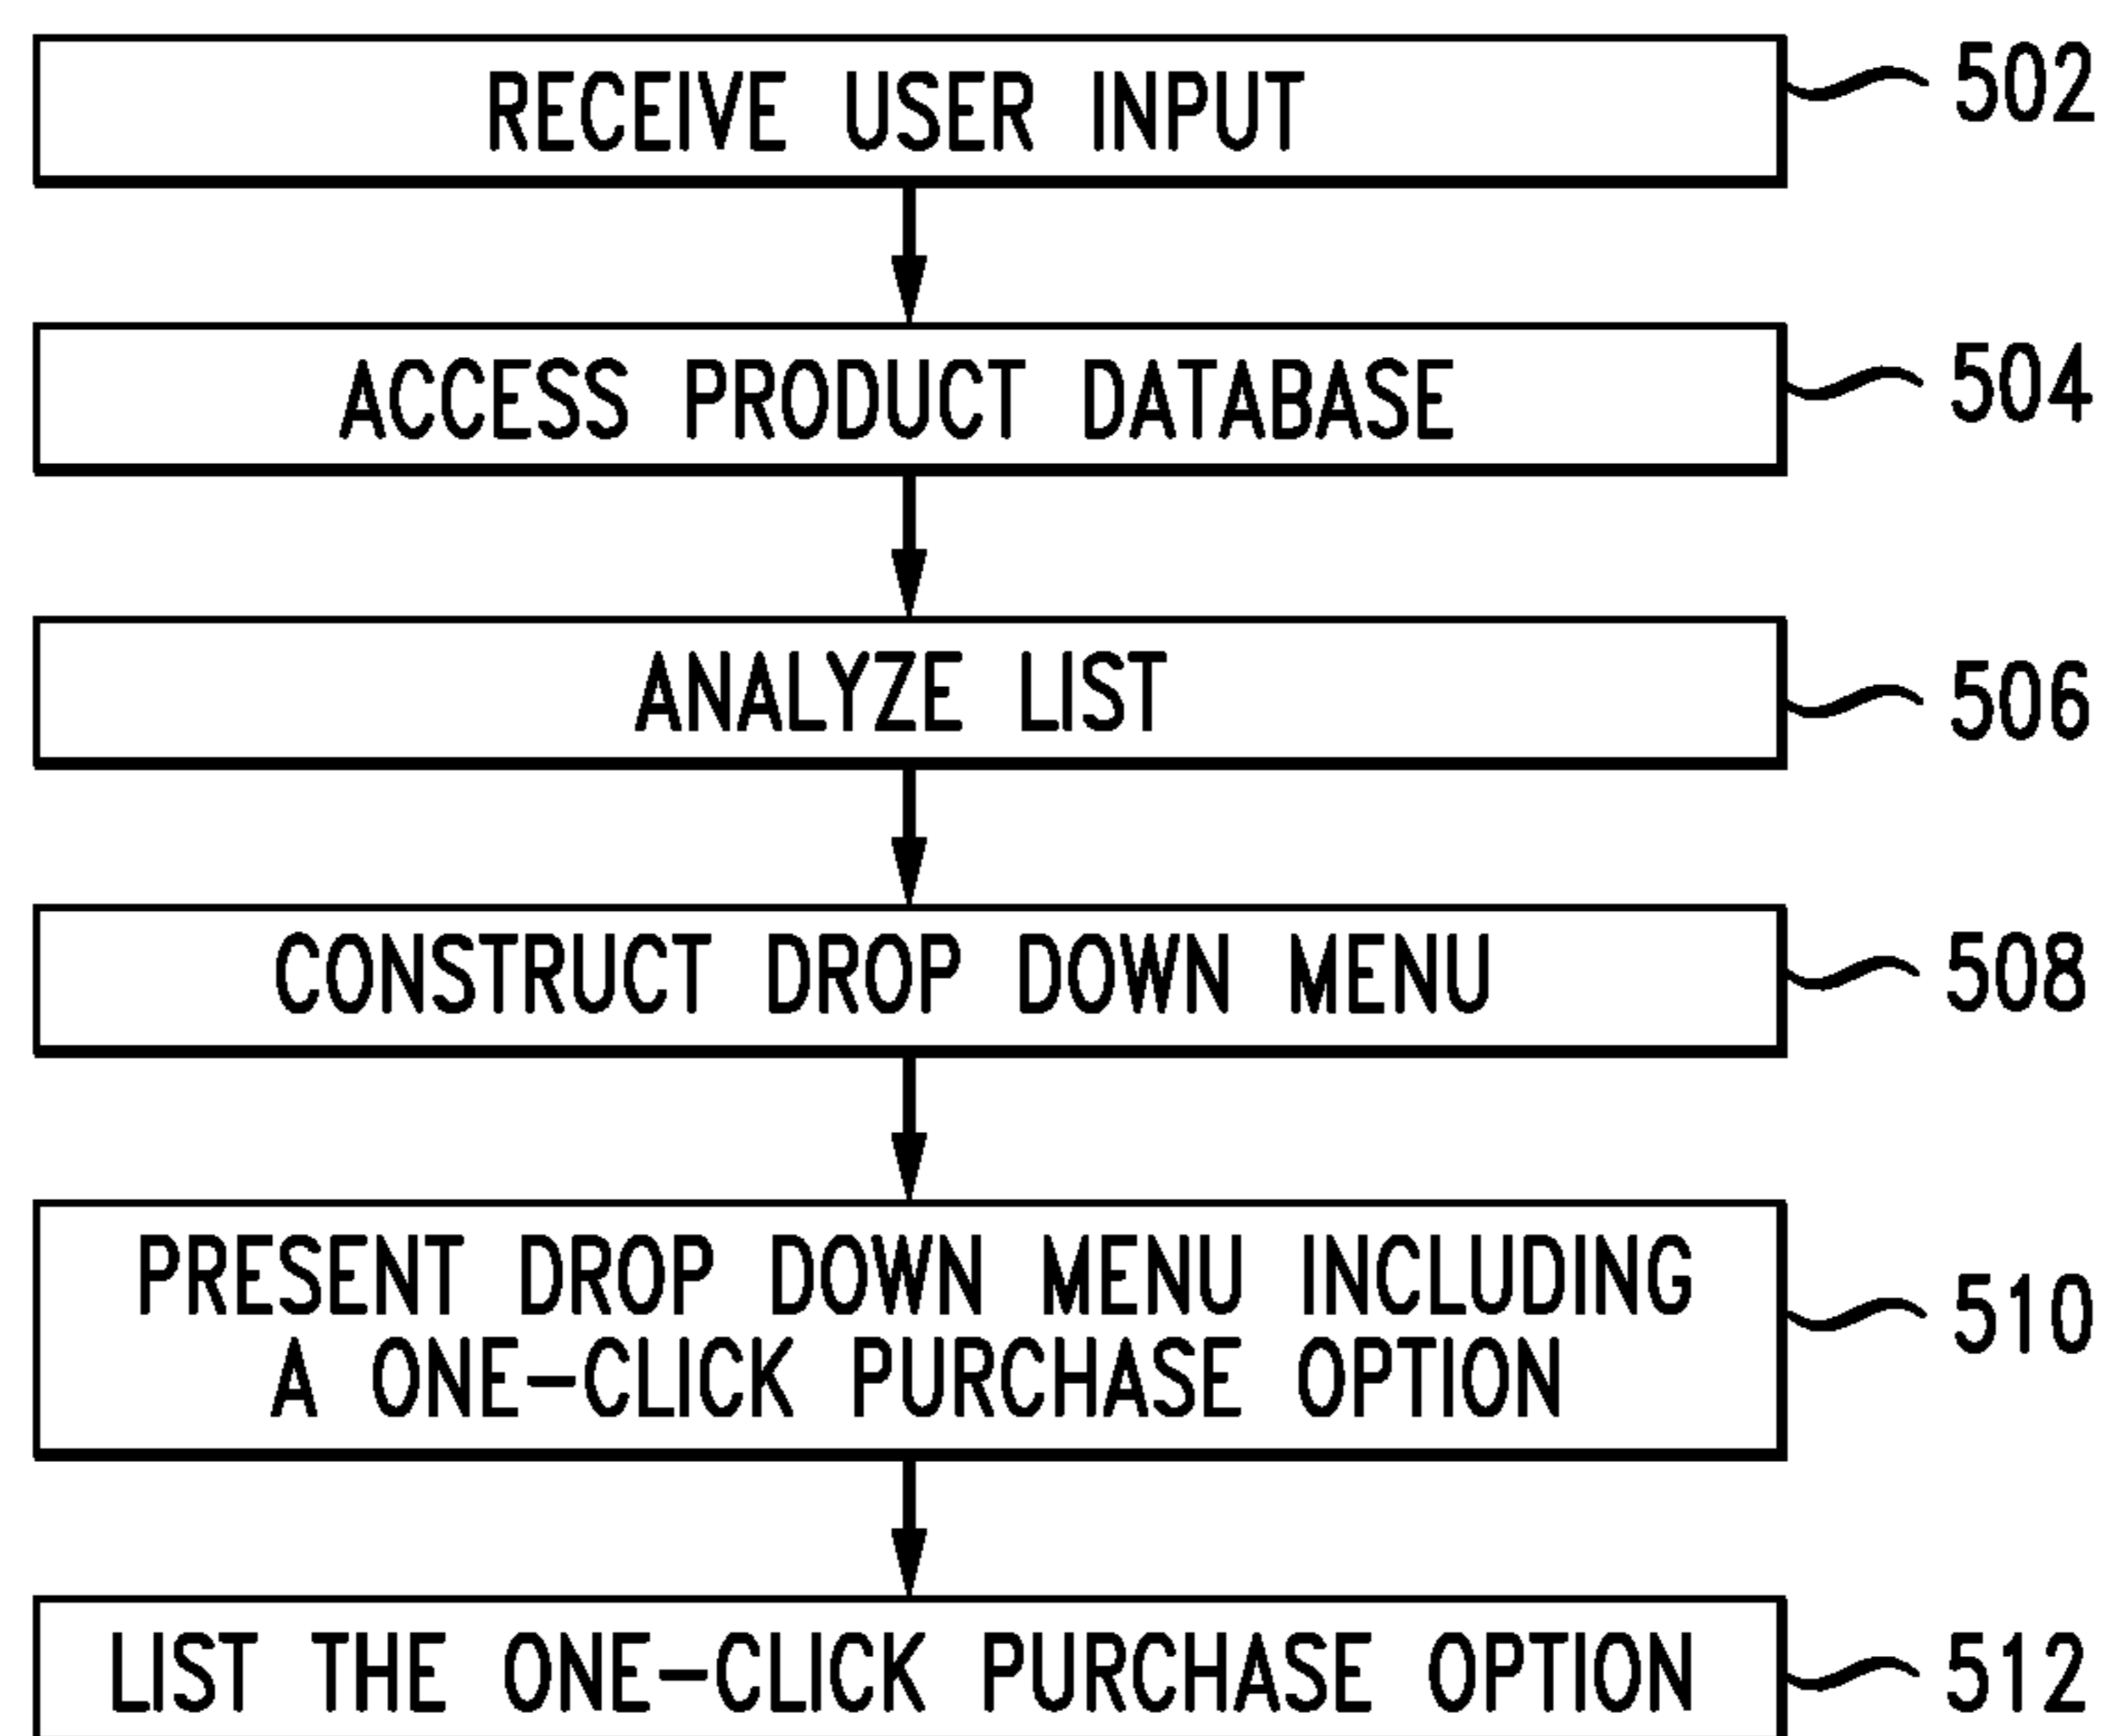 RECEIVE USER INPUT 502
ACCESS PRODUCT DATABASE 504
ANALYZE LIST 506
CONSTRUCT DROP DOWN MENU 508
PRESENT DROP DOWN MENU INCLUDING
A ONE-CLICK PURCHASE OPTION 510
LIST THE ONE-CLICK PURCHASE OPTION 512